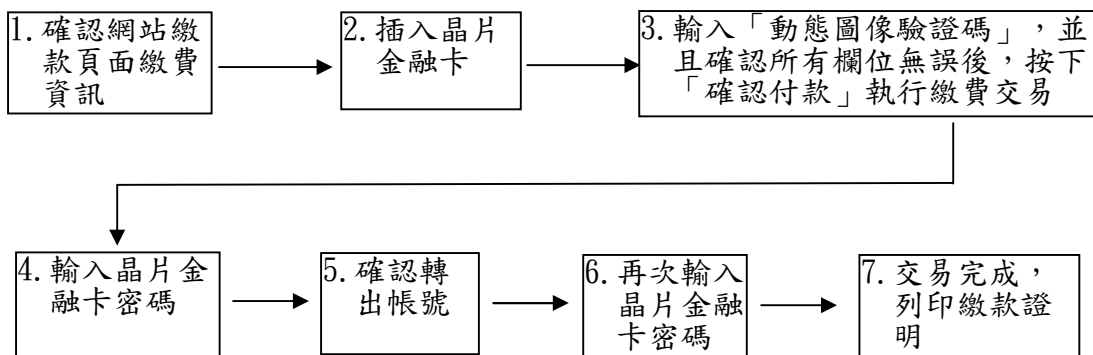 1.確認網站繳
款頁面繳費
資訊
2.插入晶片
金融卡
3.輸入「動態圖像驗證碼」，並
且確認所有欄位無誤後，按下
「確認付款」執行繳費交易
4.輸入晶片金
融卡密碼
5.確認轉
出帳號
6.再次輸入
晶片金融
卡密碼
7.交易完成，
列印繳款證
明